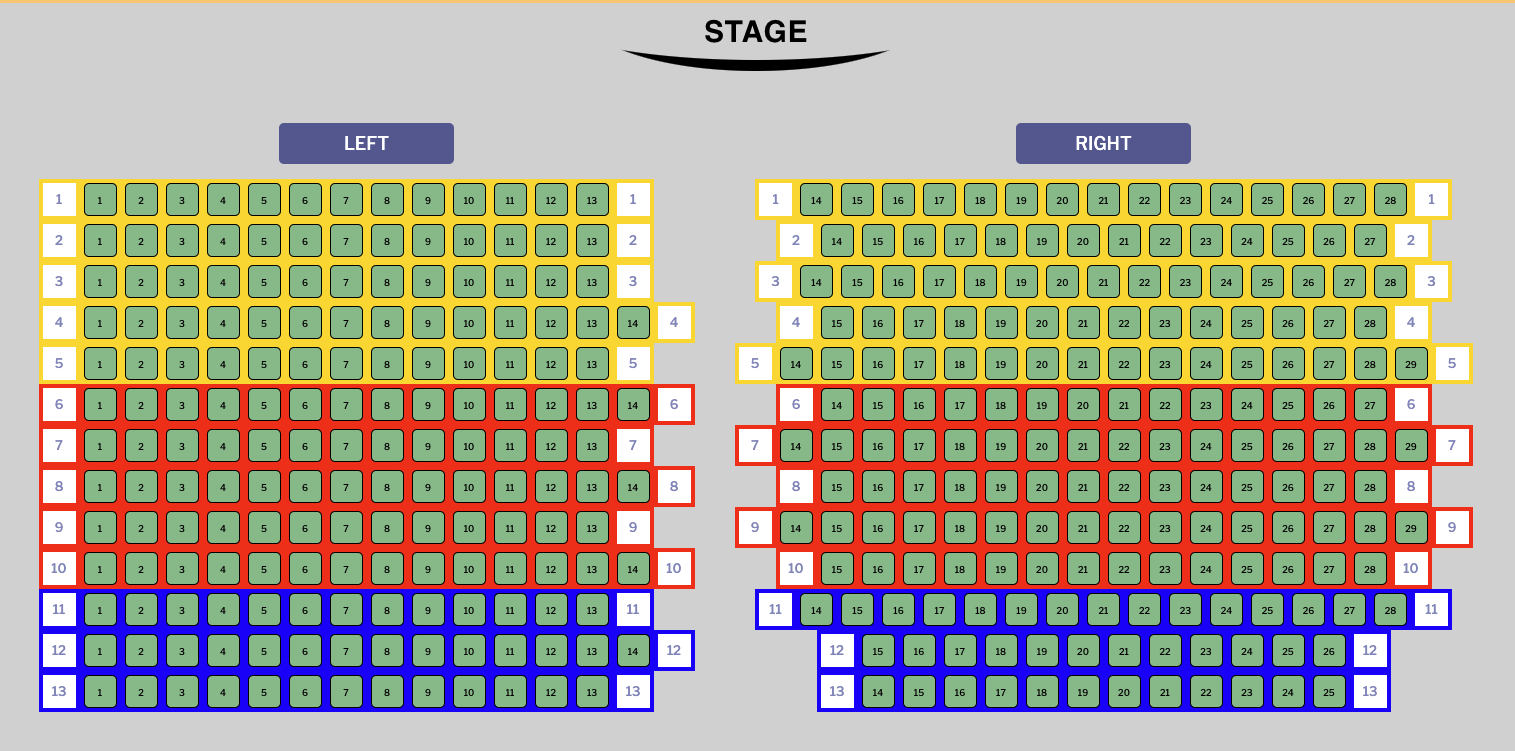 STAGE
LEFT RIGHT
1 1 2 3 4 5 6 7 8 9 10 11 12 13 1 1 14 15 16 17 18 19 20 21 22 23 24 25 26 27 28 1
2 1 2 3 4 5 6 7 8 9 10 11 12 13 2 2 14 15 16 17 18 19 20 21 22 23 24 25 26 27 2
3 1 2 3 4 5 6 7 8 9 10 11 12 13 3 3 14 15 16 17 18 19 20 21 22 23 24 25 26 27 28 3
4 1 2 3 4 5 6 7 8 9 10 11 12 13 14 4 4 15 16 17 18 19 20 21 22 23 24 25 26 27 28 4
5 1 2 3 4 5 6 7 8 9 10 11 12 13 5 5 14 15 16 17 18 19 20 21 22 23 24 25 26 27 28 29 5
6 1 2 3 4 5 6 7 8 9 10 11 12 13 14 6 6 14 15 16 17 18 19 20 21 22 23 24 25 26 27 6
7 1 2 3 4 5 6 7 8 9 10 11 12 13 7 7 14 15 16 17 18 19 20 21 22 23 24 25 26 27 28 29 7
8 1 2 3 4 5 6 7 8 9 10 11 12 13 14 8 8 15 16 17 18 19 20 21 22 23 24 25 26 27 28 8
9 1 2 3 4 5 6 7 8 9 10 11 12 13 9 9 14 15 16 17 18 19 20 21 22 23 24 25 26 27 28 29 9
10 1 2 3 4 5 6 7 8 9 10 11 12 13 14 10 10 15 16 17 18 19 20 21 22 23 24 25 26 27 28 10
11 1 2 3 4 5 6 7 8 9 10 11 12 13 11 11 14 15 16 17 18 19 20 21 22 23 24 25 26 27 28 11
12 1 2 3 4 5 6 7 8 9 10 11 12 13 14 12 12 15 16 17 18 19 20 21 22 23 24 25 26 12
13 1 2 3 4 5 6 7 8 9 10 11 12 13 13 13 14 15 16 17 18 19 20 21 22 23 24 25 13